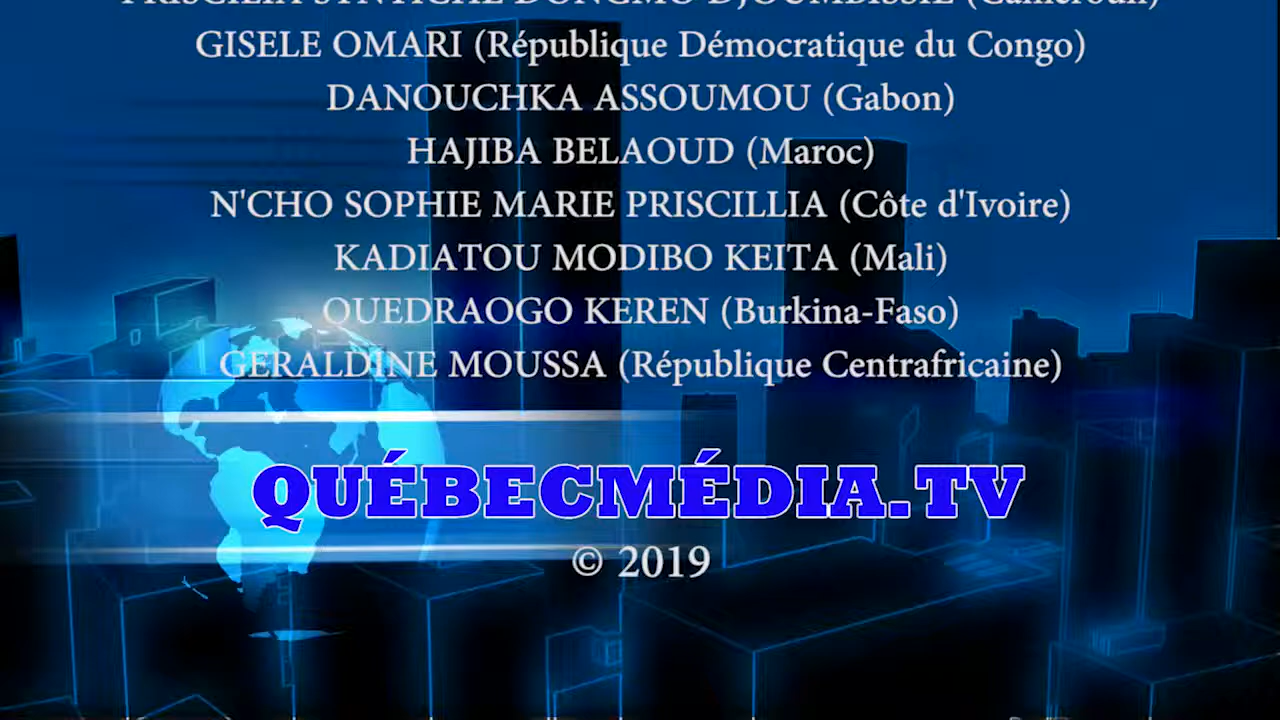 GISELE OMARI (République Démocratique du Congo)
DANOUCHKA ASSOUMOU (Gabon)
HAJIBA BELAOUD (Maroc)
N'CHO SOPHIE MARIE PRISCILLIA (Côte d'Ivoire)
KADIATOU MODIBO KEITA (Mali)
OUEDRAOGO KEREN (Burkina-Faso)
GERALDINE MOUSSA (République Centrafricaine)
QUÉBECMÉDIA.TV
© 2019